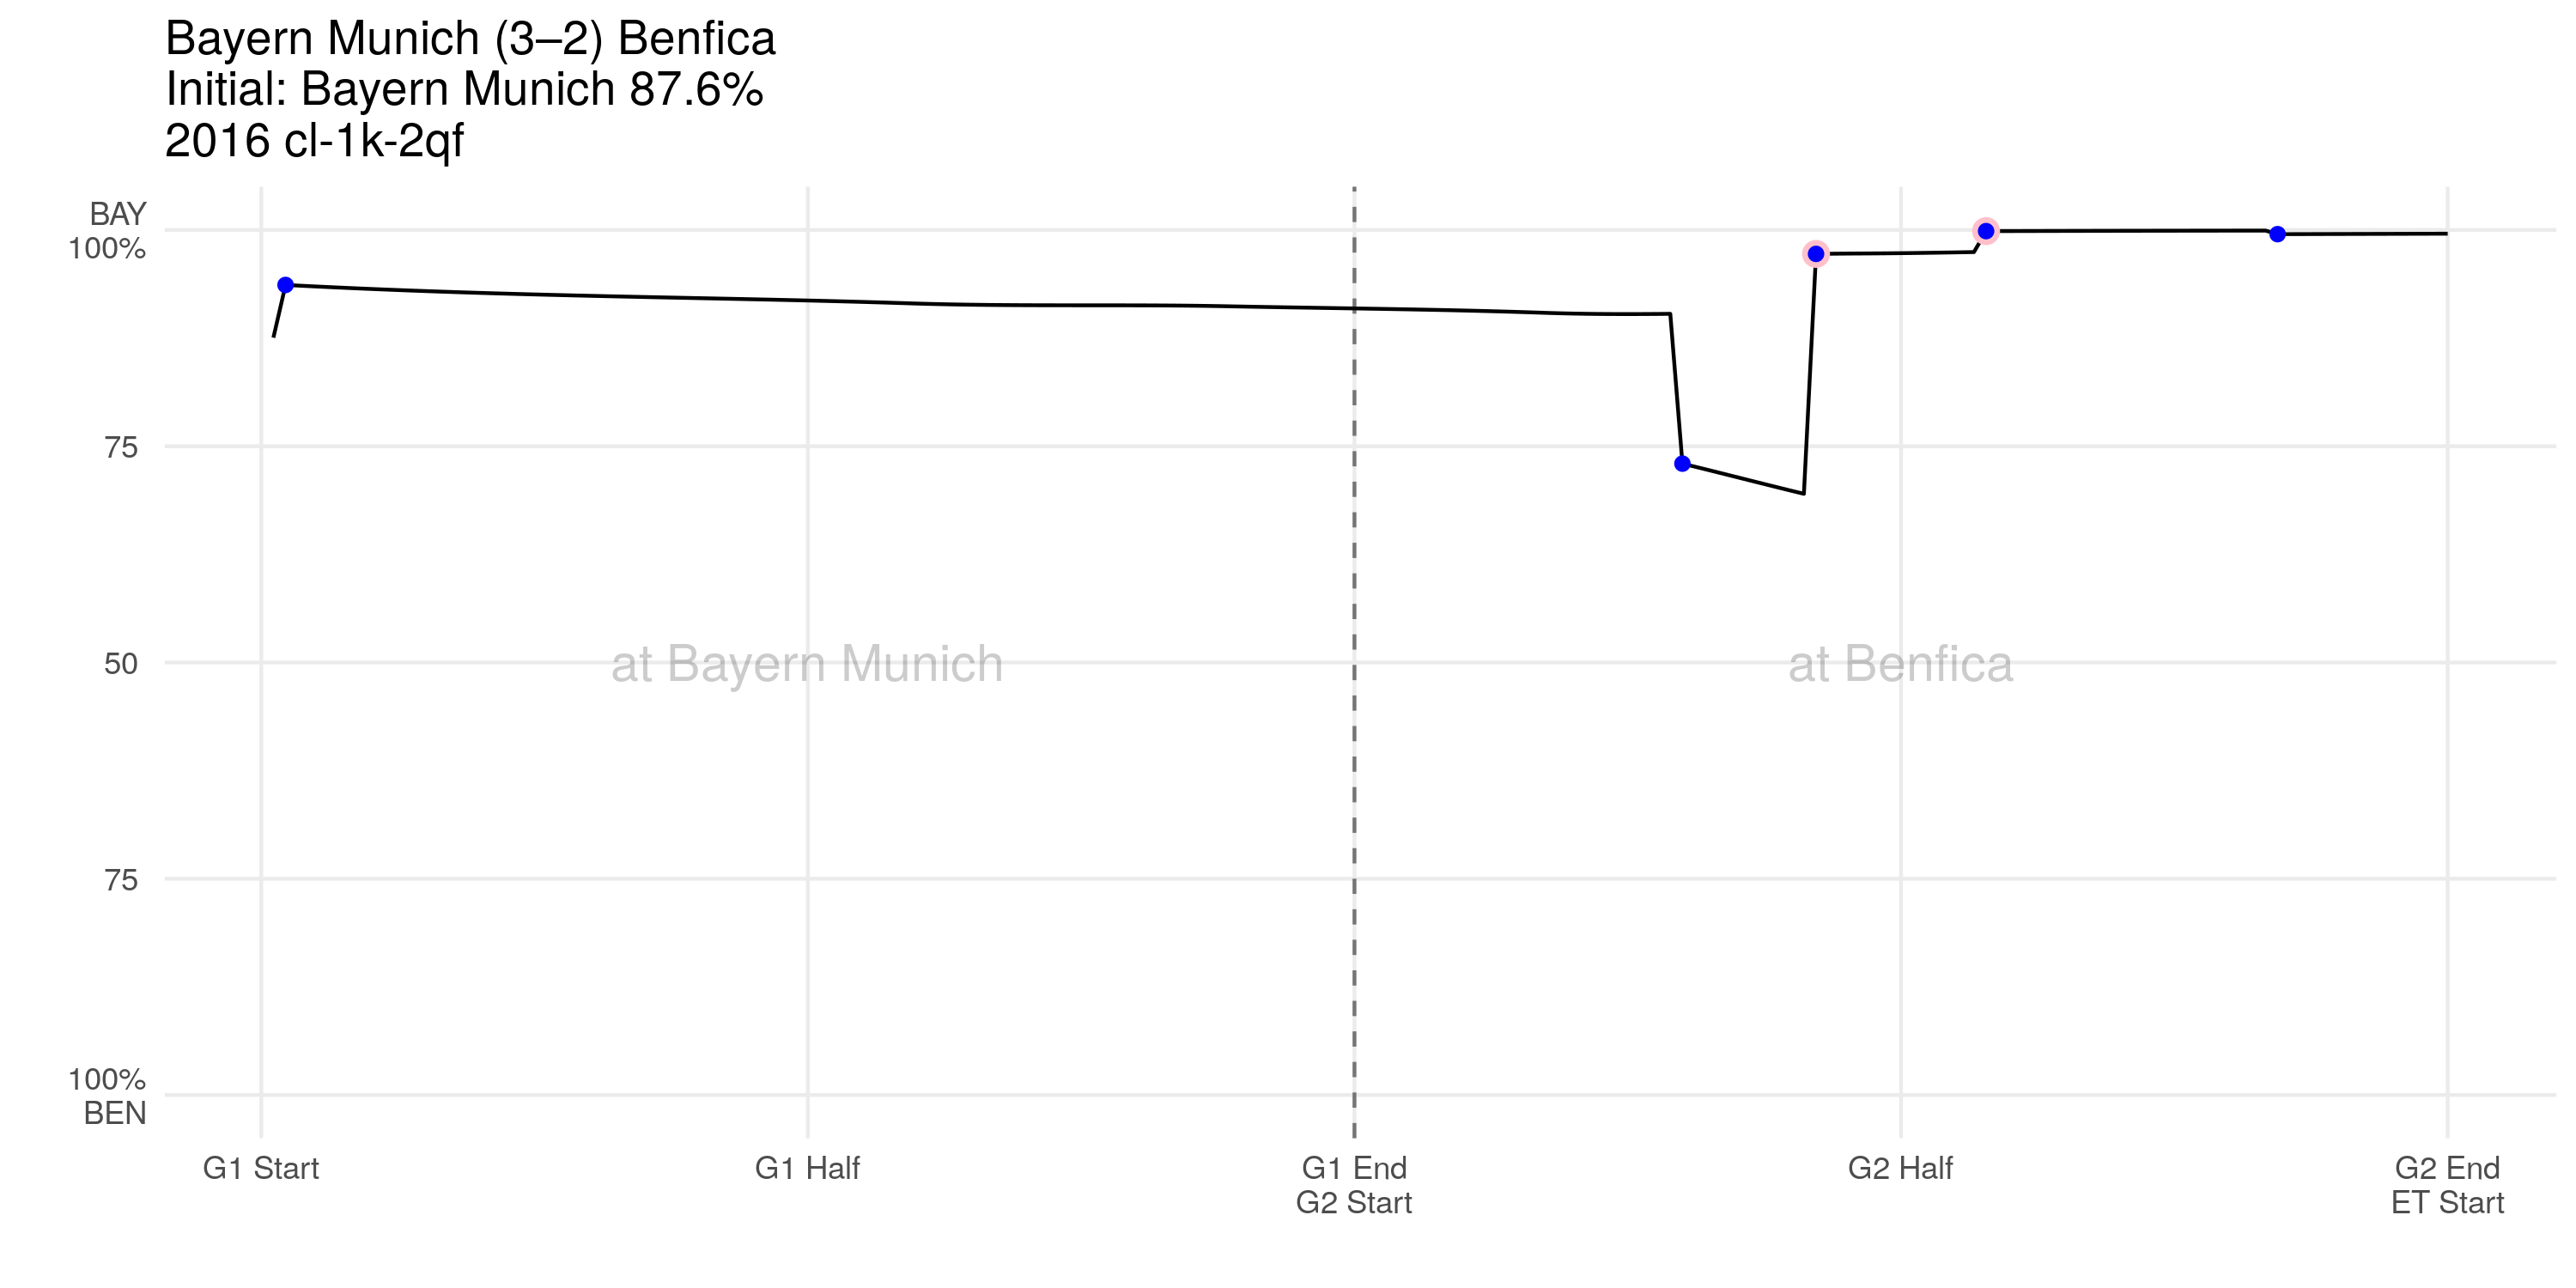 Bayern Munich (3–2) Benfica
Initial: Bayern Munich 87.6%
2016 cl-1k-2qf
BAY
100%
75
50
75
100%
BEN
at Bayern Munich
at Benfica
G1 Start
G1 Half
G1 End
G2 Start
G2 Half
G2 End
ET Start